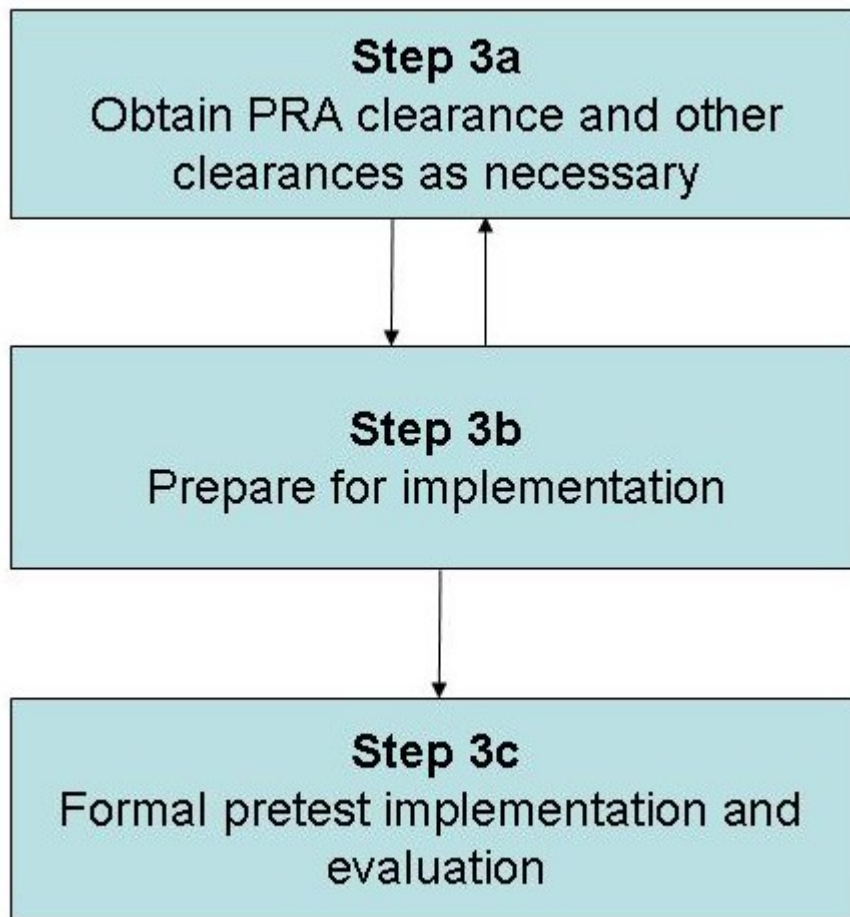 Step 3a
Obtain PRA clearance and other
clearances as necessary
Step 3b
Prepare for implementation
Step 3c
Formal pretest implementation and
evaluation